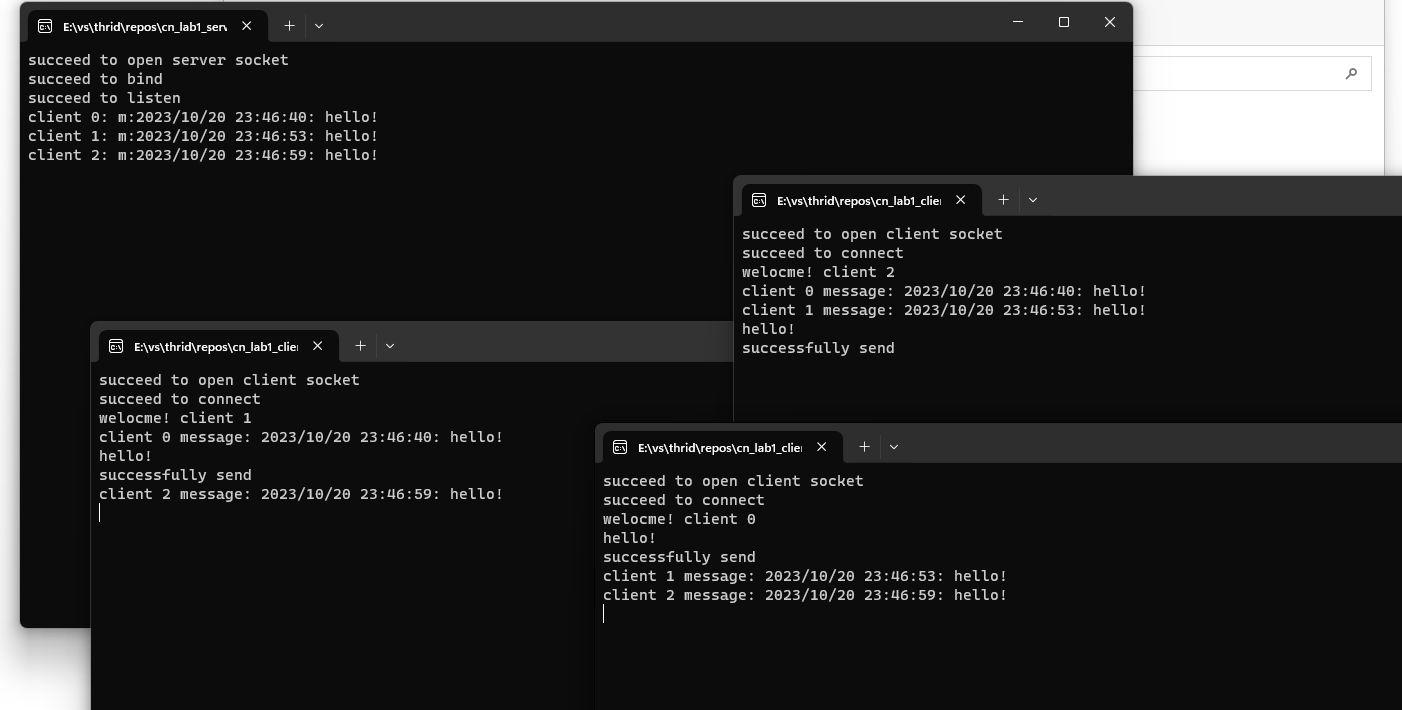 E:\vs\thrid\repos\cn_lab1_serv
succeed to open server socket
succeed to bind
succeed to listen
client 0: m:2023/10/20 23:46:40: hello!
client 1: m:2023/10/20 23:46:53: hello!
client 2: m:2023/10/20 23:46:59: hello!
E:\vs\thrid\repos\cn_lab1_clie
succeed to open client socket
succeed to connect
welocme! client 2
client 0 message: 2023/10/20 23:46:40: hello!
client 1 message: 2023/10/20 23:46:53: hello!
hello!
successfully send
E:\vs\thrid\repos\cn_lab1_clie
succeed to open client socket
succeed to connect
welocme! client 1
client 0 message: 2023/10/20 23:46:40: hello!
hello!
successfully send
client 2 message: 2023/10/20 23:46:59: hello!
E:\vs\thrid\repos\cn_lab1_clie
succeed to open client socket
succeed to connect
welocme! client 0
hello!
successfully send
client 1 message: 2023/10/20 23:46:53: hello!
client 2 message: 2023/10/20 23:46:59: hello!